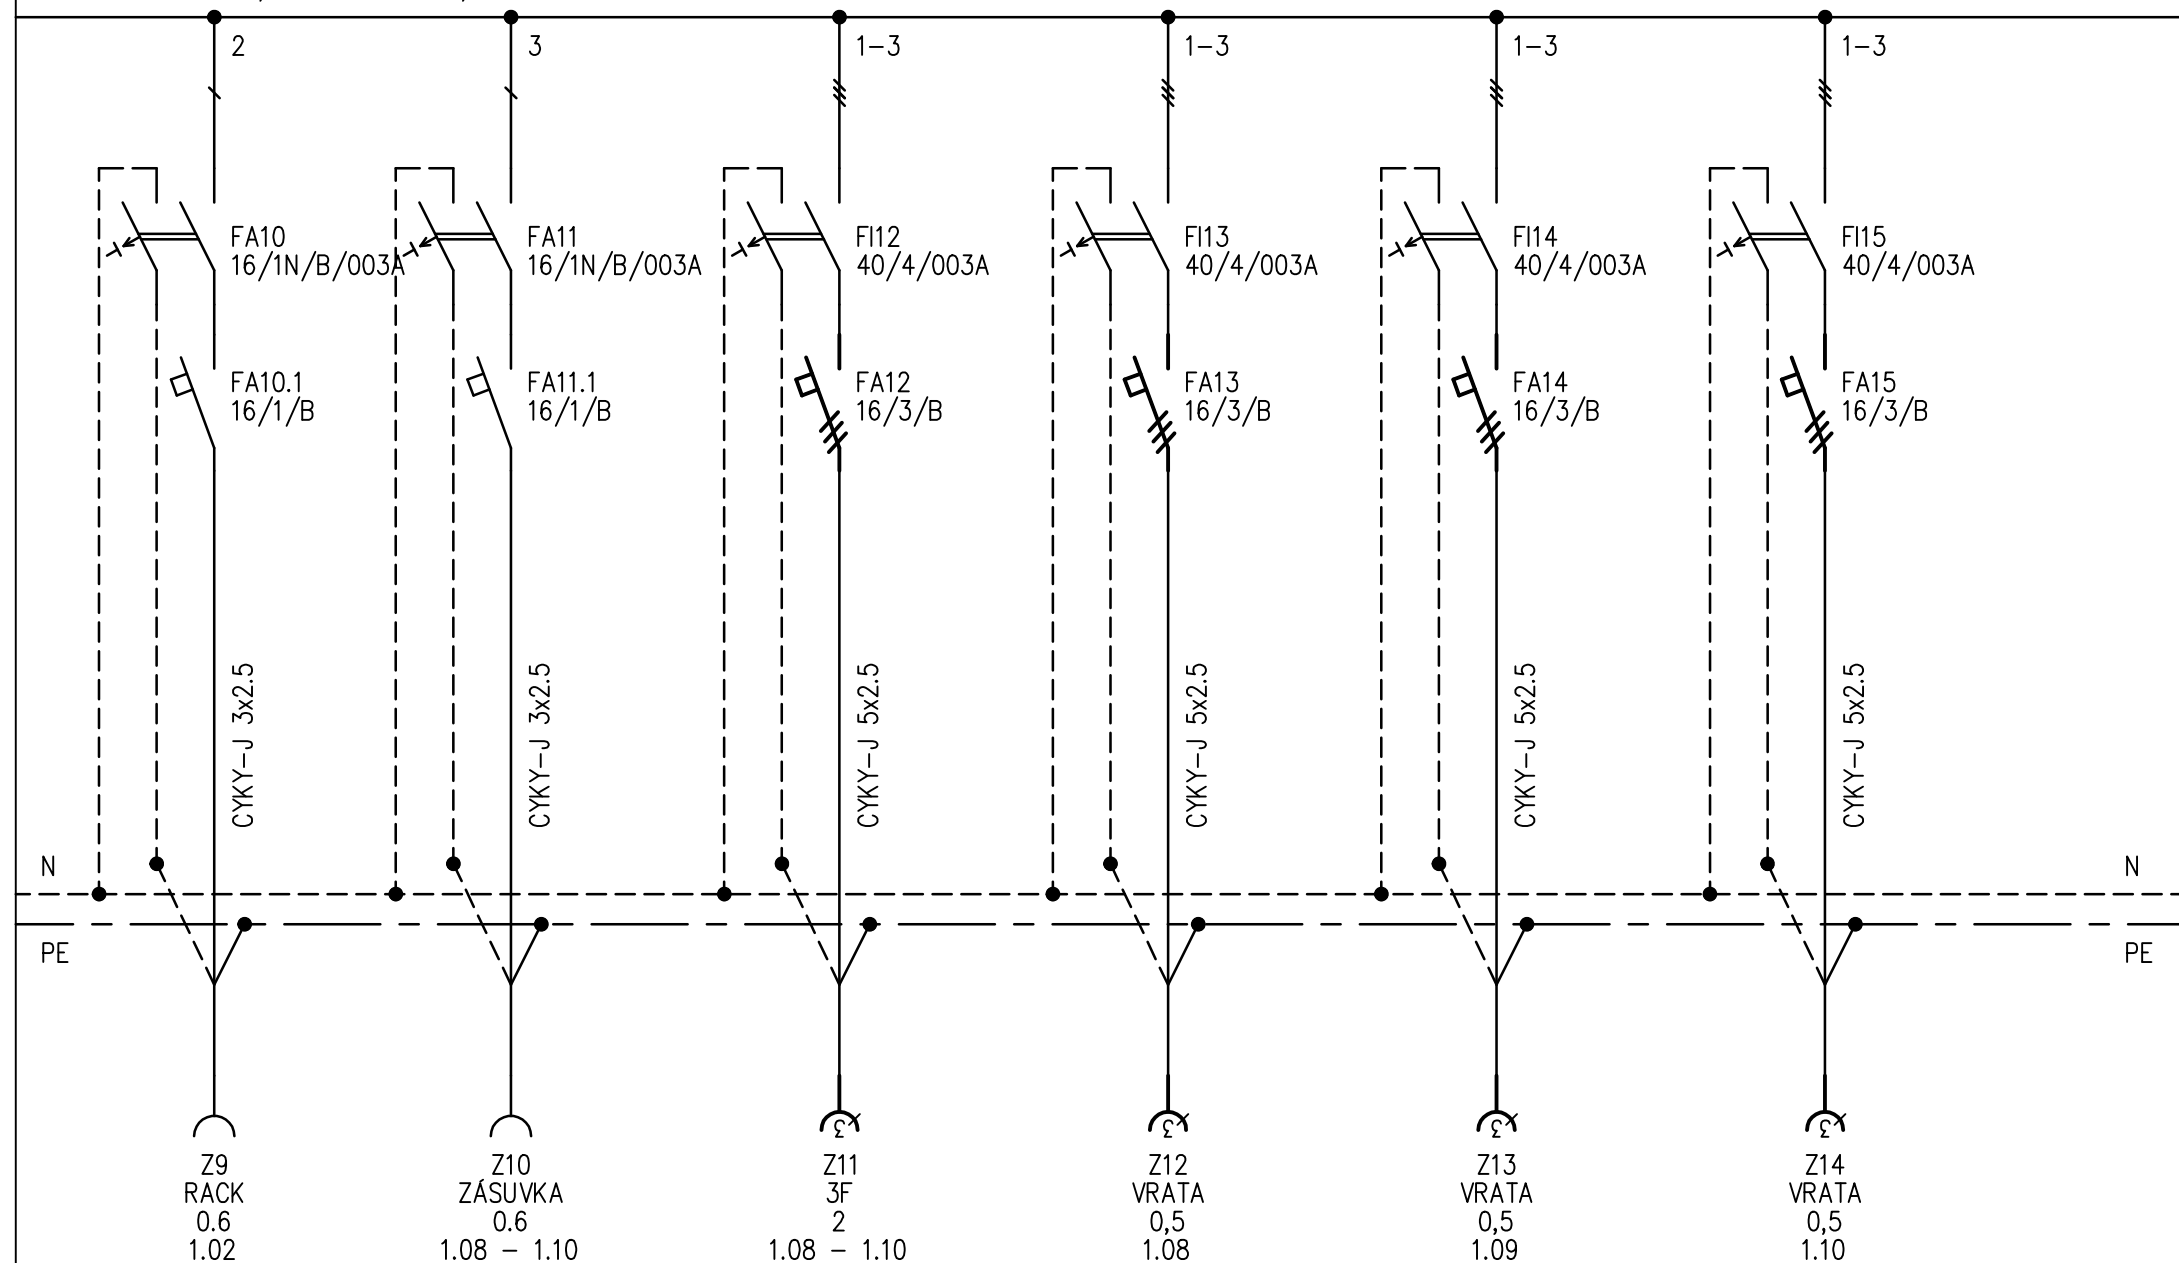 2
3
1-3
1-3
1-3
1-3
FA10
16/1N/B/003A
FA11
16/1N/B/003A
FI12
40/4/003A
FI13
40/4/003A
FI14
40/4/003A
FI15
40/4/003A
FA10.1
16/1/B
FA11.1
16/1/B
FA12
16/3/B
FA13
16/3/B
FA14
16/3/B
FA15
16/3/B
CYKY-J 3x2.5
CYKY-J 3x2.5
CYKY-J 5x2.5
CYKY-J 5x2.5
CYKY-J 5x2.5
CYKY-J 5x2.5
N
N
PE
PE
3
3
3
3
Z9
RACK
0.6
1.02
Z10
ZÁSUVKA
0.6
1.08 - 1.10
Z11
3F
2
1.08 - 1.10
Z12
VRATA
0,5
1.08
Z13
VRATA
0,5
1.09
Z14
VRATA
0,5
1.10